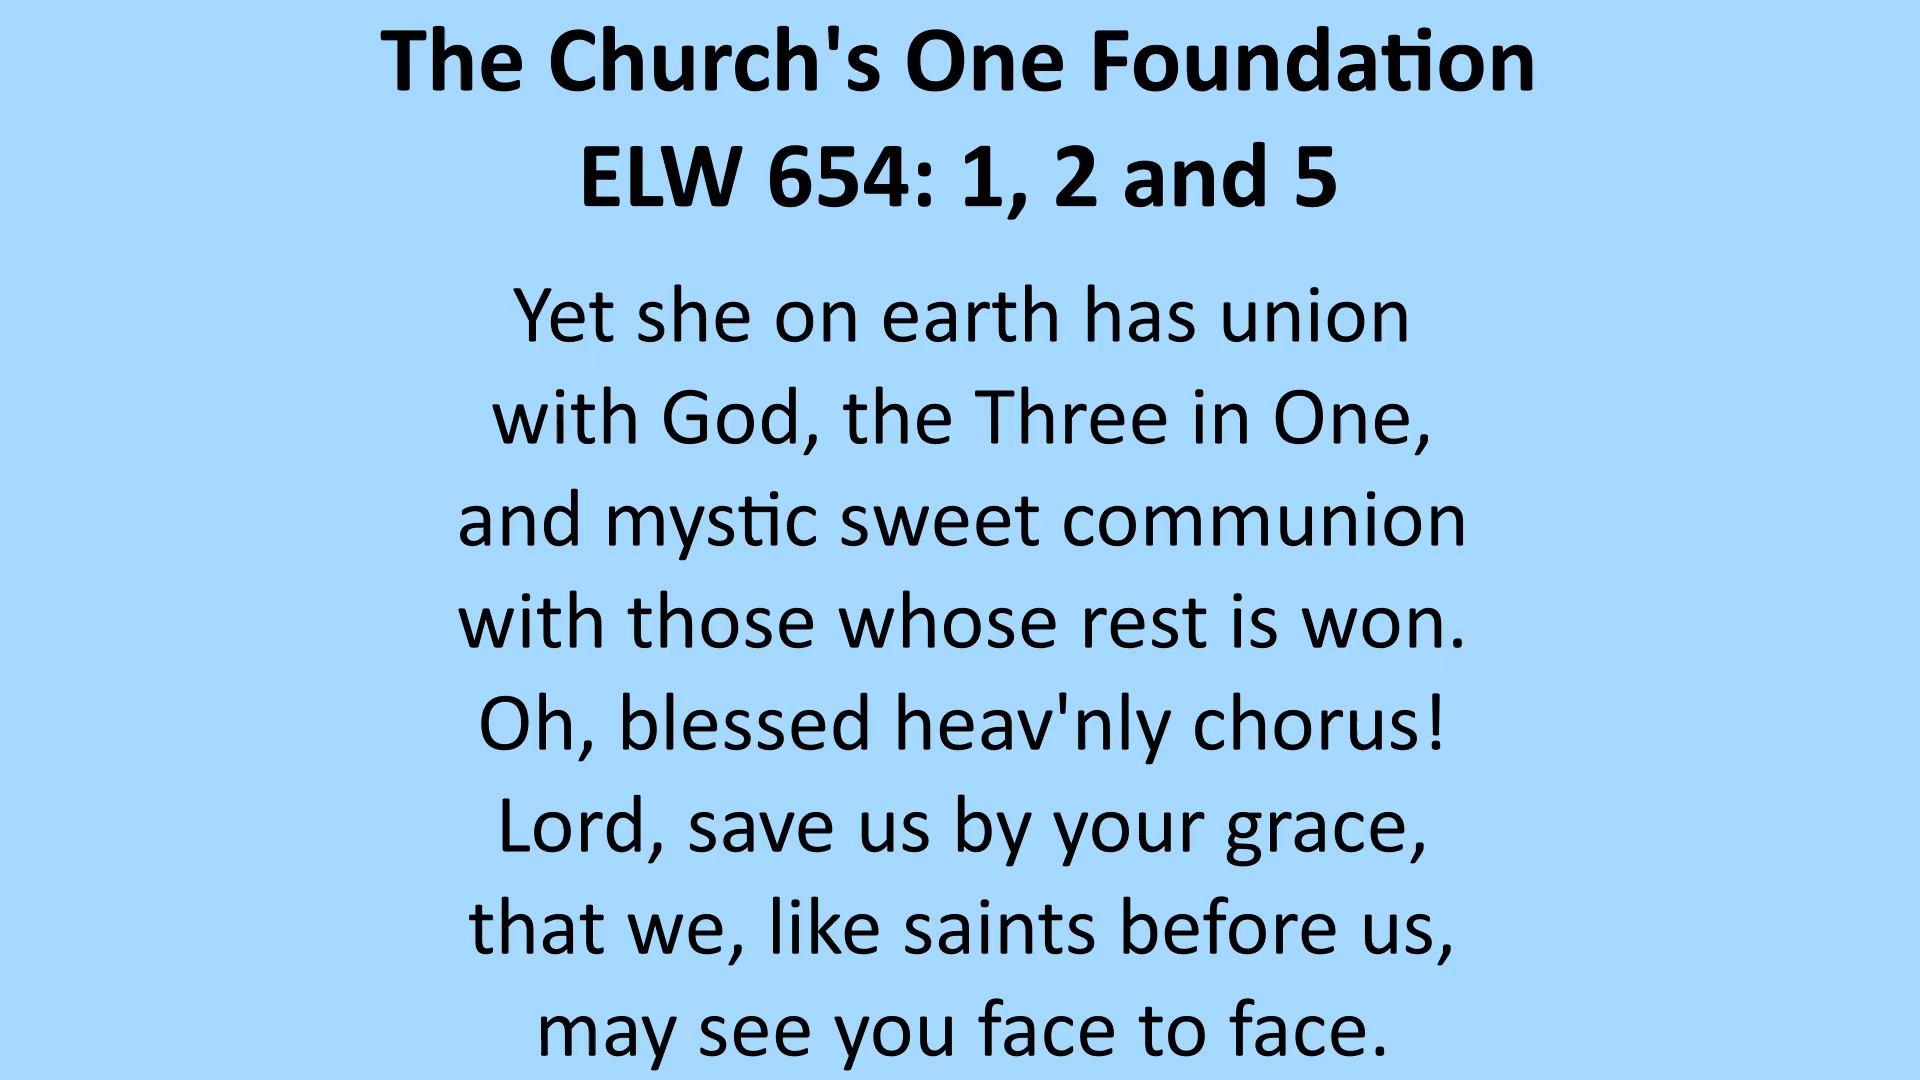 The Church's One Foundation
ELW 654: 1, 2 and 5
Yet she on earth has union
with God, the Three in One,
and mystic sweet communion
with those whose rest is won.
Oh, blessed heav'nly chorus!
Lord, save us by your grace,
that we, like saints before us,
may see you face to face.